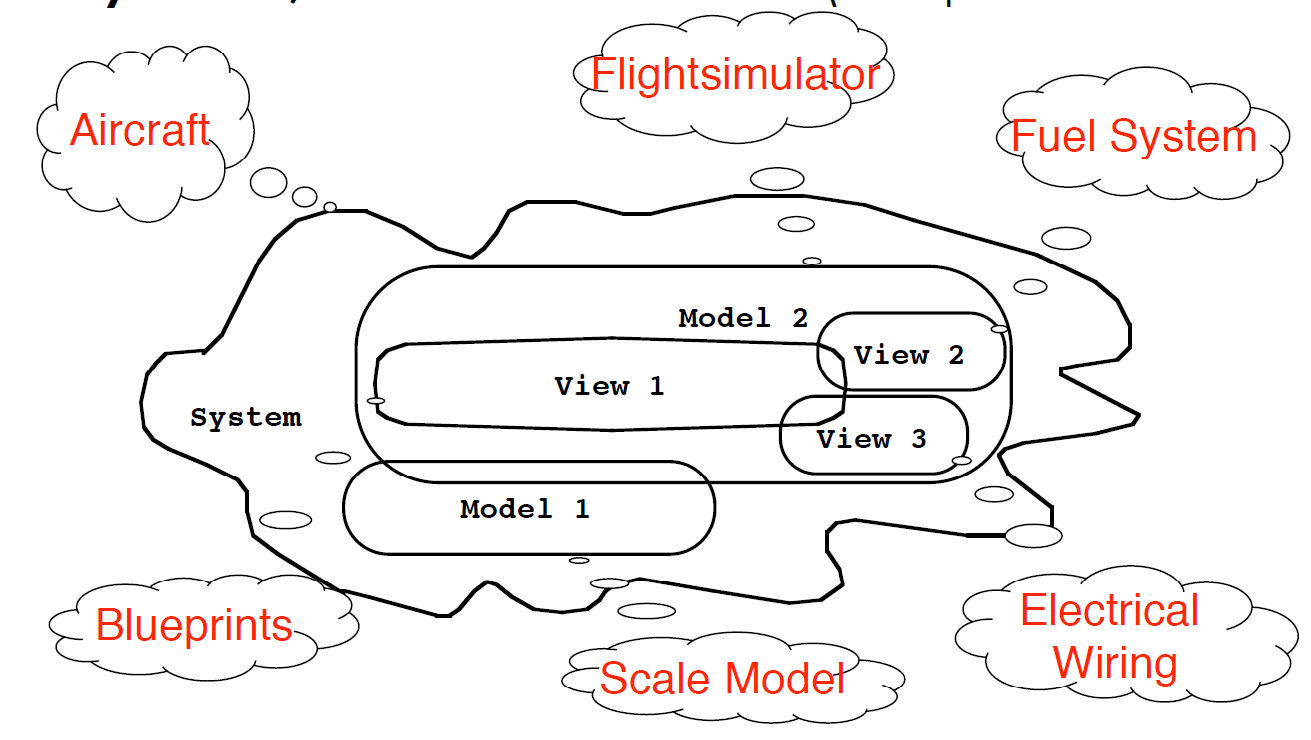 Flightsimulator
Aircraft
Fuel System
Model 2
View 2
View 1
System
View 3
Model 1
Blueprints
Electrical
Wiring
Scale Model